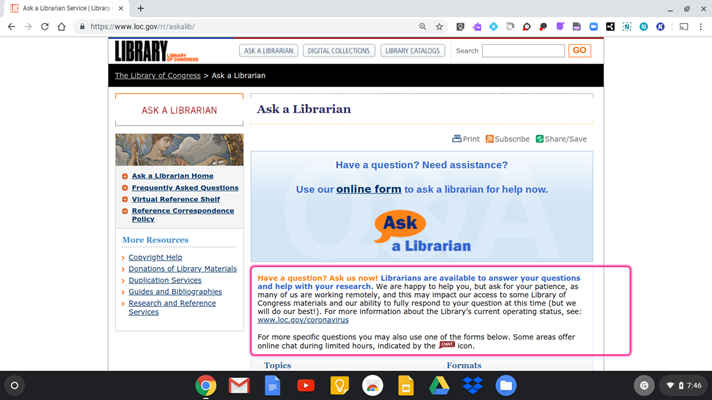 Ask a Librarian Service | Library
https://www.loc.gov/rr/askalib/
LIBRARY
LIBRARY OF CONGRESS
ASK A LIBRARIAN
DIGITAL COLLECTIONS
LIBRARY CATALOGS
Search
GO
The Library of Congress > Ask a Librarian
ASK A LIBRARIAN
Ask a Librarian
Print
Subscribe
Share/Save
Ask a Librarian Home
Frequently Asked Questions
Virtual Reference Shelf
Reference Correspondence
Policy
More Resources
Copyright Help
Donations of Library Materials
Duplication Services
Guides and Bibliographies
Research and Reference
Services
Have a question? Need assistance?
Use our online form to ask a librarian for help now.
Ask
a Librarian
Have a question? Ask us now! Librarians are available to answer your questions
and help with your research. We are happy to help you, but ask for your patience, as
many of us are working remotely, and this may impact our access to some Library of
Congress materials and our ability to fully respond to your question at this time (but we
will do our best!). For more information about the Library's current operating status, see:
www.loc.gov/coronavirus
For more specific questions you may also use one of the forms below. Some areas offer
online chat during limited hours, indicated by the CHAT icon.
Topics
Formats
7:46